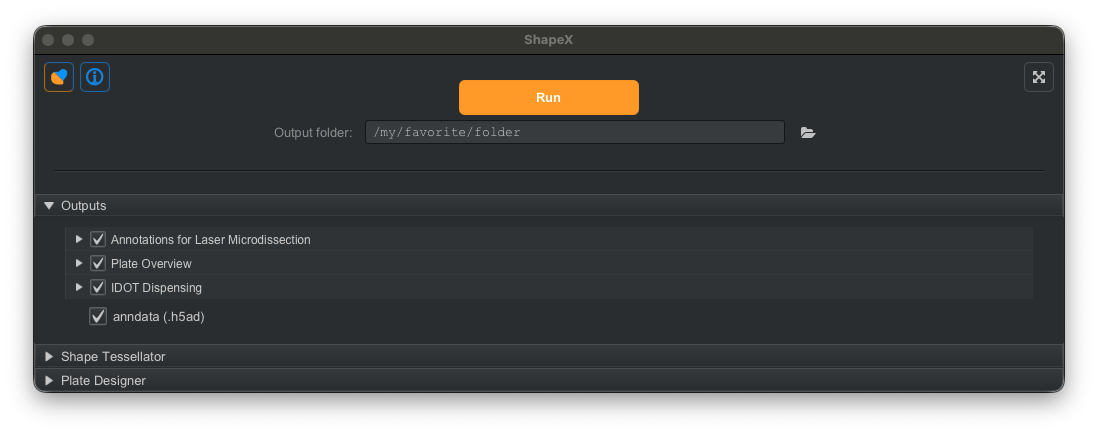 ShapeX
Run
Output folder: /my/favorite/folder
Outputs
Annotations for Laser Microdissection
Plate Overview
IDOT Dispensing
anndata (.h5ad)
Shape Tessellator
Plate Designer